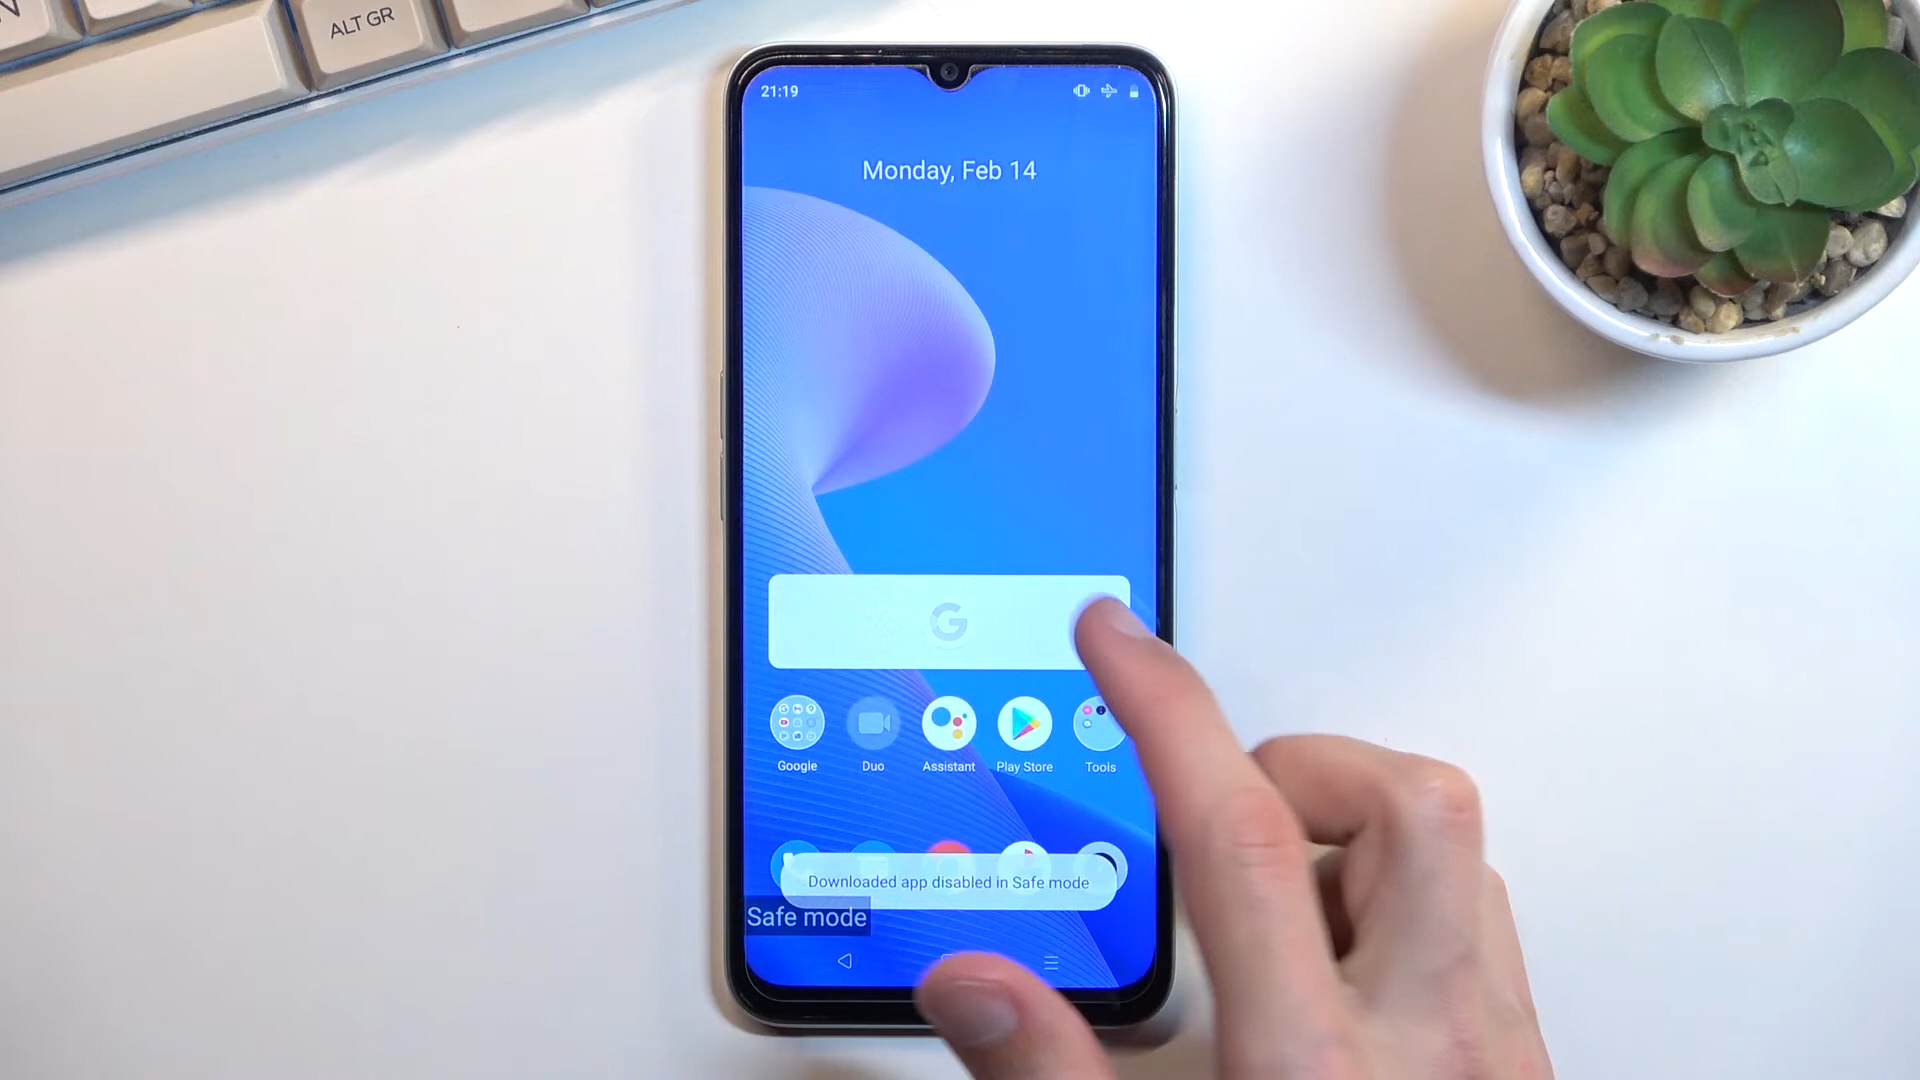 ALT GR
21:19
Monday, Feb 14
G
Google
Duo
Assistant
Play Store
Tools
Downloaded app disabled in Safe mode
Safe mode